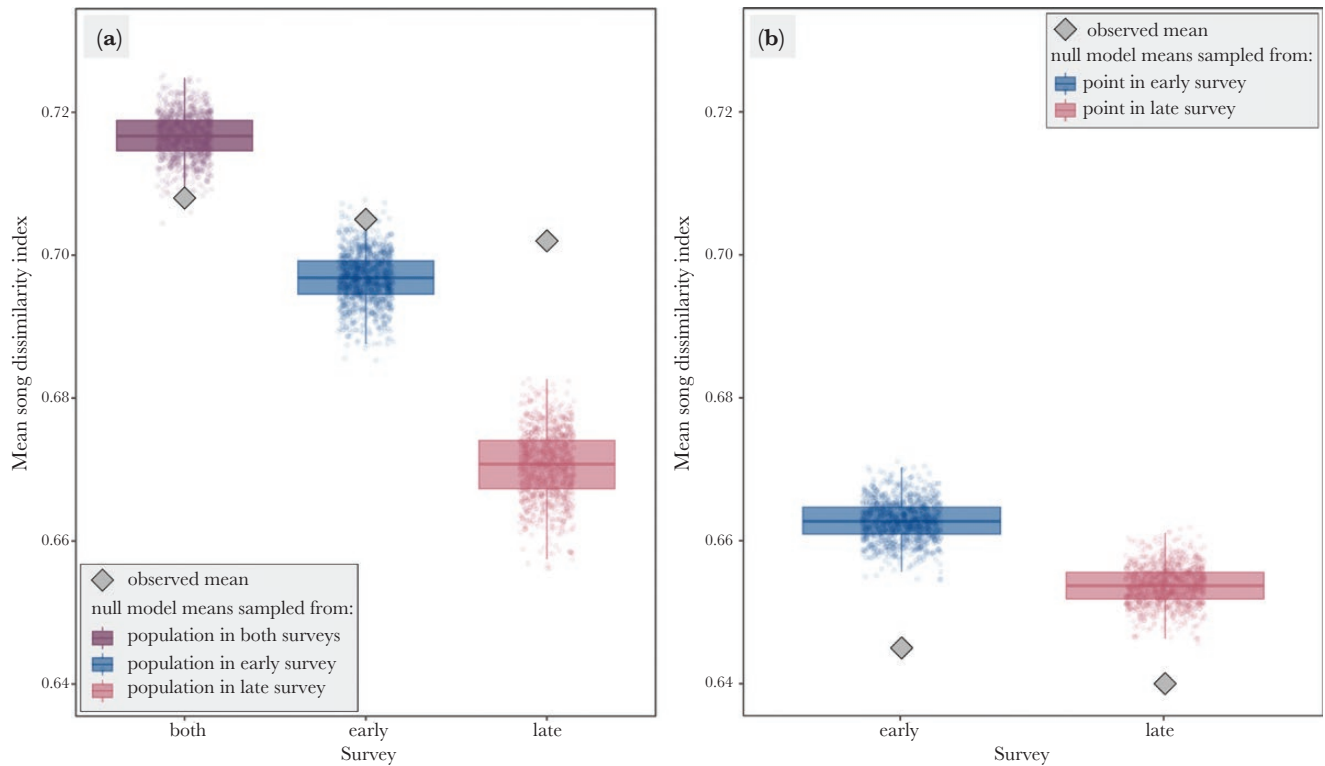 (a)
Mean song dissimilarity index
0.72
0.70
0.68
0.66
0.64
observed mean
null model means sampled from:
population in both surveys
population in early survey
population in late survey
both
early
late
Survey
(b)
observed mean
null model means sampled from:
point in early survey
point in late survey
Mean song dissimilarity index
0.72
0.70
0.68
0.66
0.64
early
late
Survey